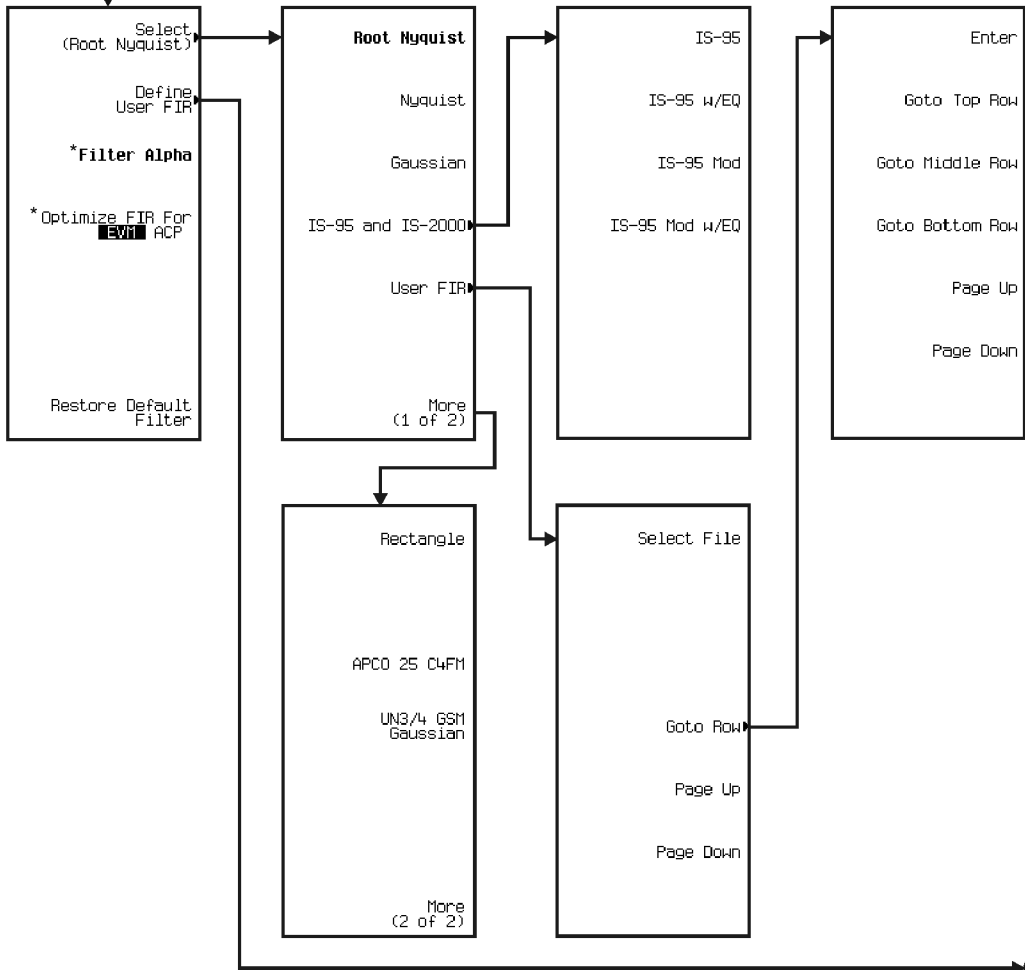 Select
(Root Nyquist)
Define
User FIR
*Filter Alpha
*Optimize FIR For
EVM ACP
Restore Default
Filter
Root Nyquist
Nyquist
Gaussian
IS-95 and IS-2000
User FIR
More
(1 of 2)
IS-95
IS-95 w/EQ
IS-95 Mod
IS-95 Mod w/EQ
Enter
Goto Top Row
Goto Middle Row
Goto Bottom Row
Page Up
Page Down
Rectangle
APCO 25 C4FM
UN3/4 GSM
Gaussian
More
(2 of 2)
Select File
Goto Row
Page Up
Page Down